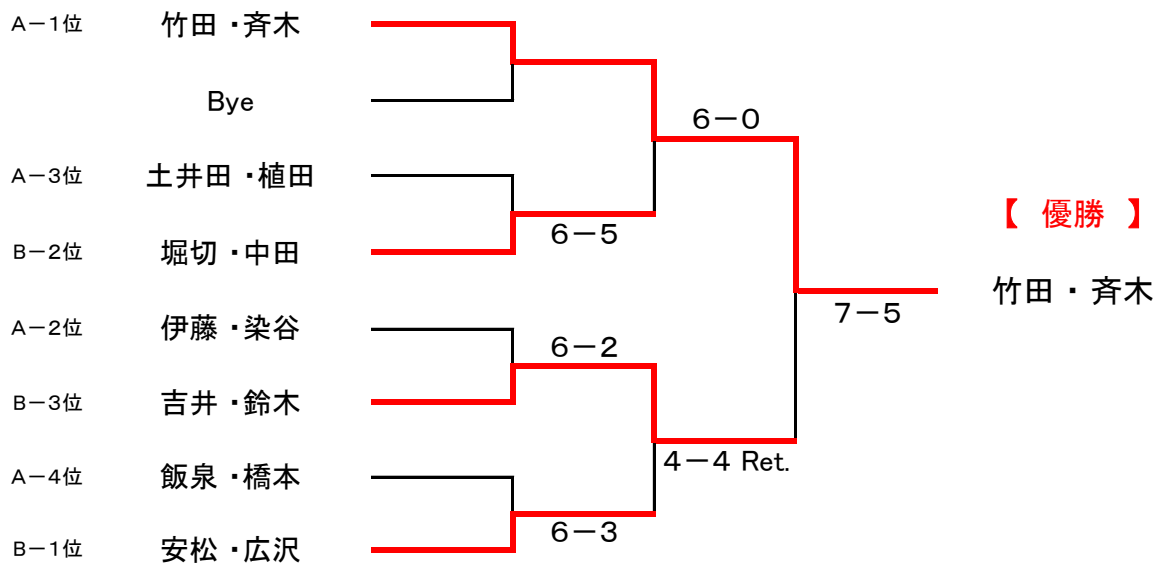 A－1位 竹田・斉木
Bye
6－0
A－3位 土井田・植田
【 優勝 】
6－5
B－2位 堀切・中田
竹田・斉木
7－5
A－2位 伊藤・染谷
6－2
B－3位 吉井・鈴木
4－4 Ret.
A－4位 飯泉・橋本
6－3
B－1位 安松・広沢